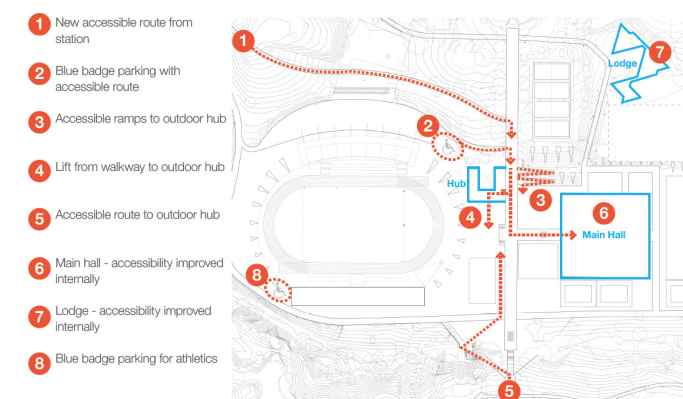 1 New accessible route from
station
2 Blue badge parking with
accessible route
3 Accessible ramps to outdoor hub
4 Lift from walkway to outdoor hub
5 Accessible route to outdoor hub
6 Main hall - accessibility improved
internally
7 Lodge - accessibility improved
internally
8 Blue badge parking for athletics
1
7
Lodge
2
Hub
3
4
6
Main Hall
8
5